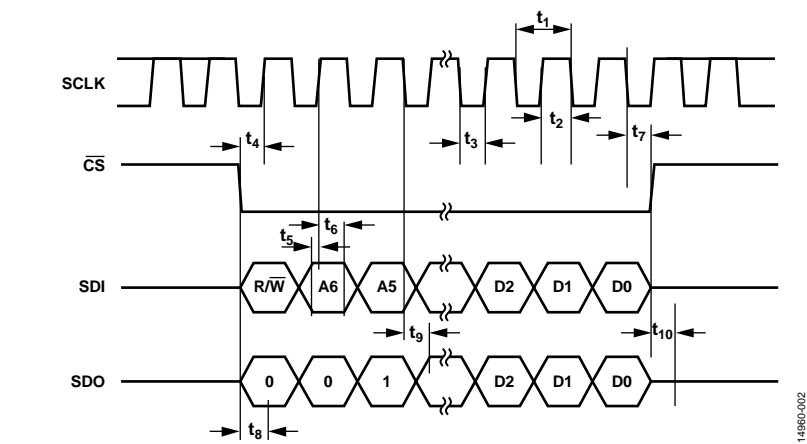 t1
SCLK
t4
t3
t2
t7
CS
t6
t5
SDI
R/W
A6
A5
D2
D1
D0
t9
t10
SDO
0
0
1
D2
D1
D0
t8
14960-002